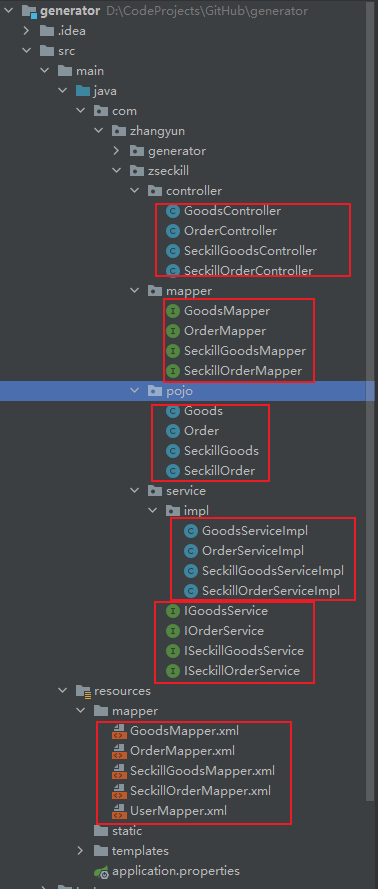 generator D:\CodeProjects\GitHub\generator
.idea
src
main
java
com
zhangyun
generator
zseckill
controller
GoodsController
OrderController
SeckillGoodsController
SeckillOrderController
mapper
GoodsMapper
OrderMapper
SeckillGoodsMapper
SeckillOrderMapper
pojo
Goods
Order
SeckillGoods
SeckillOrder
service
impl
GoodsServiceImpl
OrderServiceImpl
SeckillGoodsServiceImpl
SeckillOrderServiceImpl
IGoodsService
IOrderService
ISeckillGoodsService
ISeckillOrderService
resources
mapper
GoodsMapper.xml
OrderMapper.xml
SeckillGoodsMapper.xml
SeckillOrderMapper.xml
UserMapper.xml
static
templates
application.properties